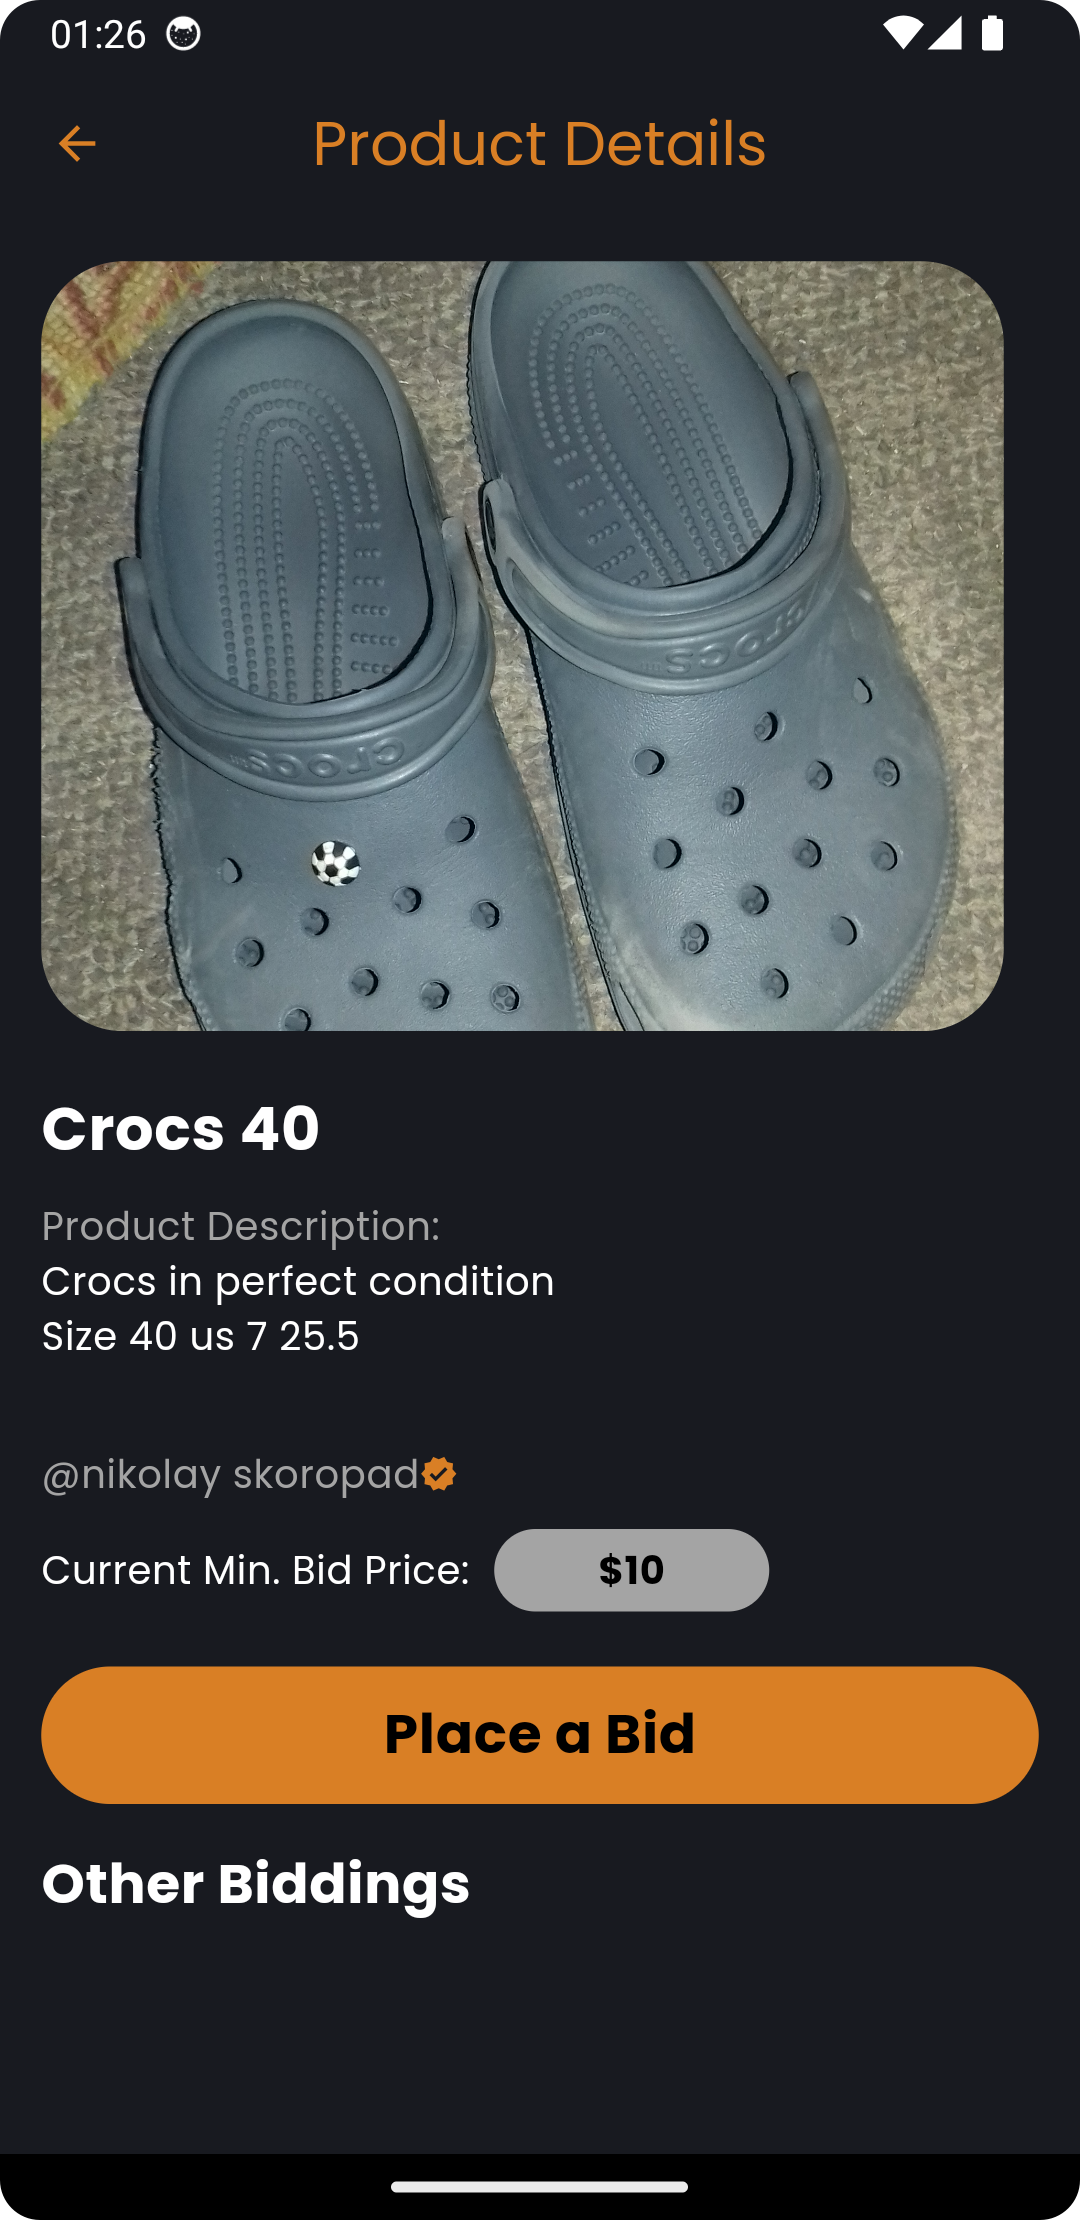 01:26
Product Details
crocs
crocs
Crocs 40
Product Description:
Crocs in perfect condition
Size 40 us 7 25.5
@nikolay skoropad
Current Min. Bid Price: $10
Place a Bid
Other Biddings